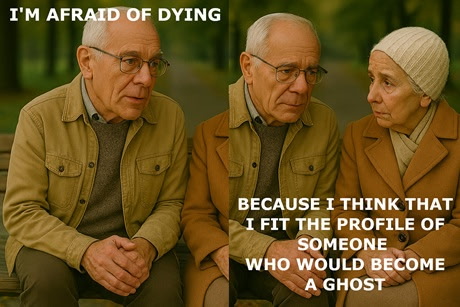 I'M AFRAID OF DYING
BECAUSE I THINK THAT
I FIT THE PROFILE OF
SOMEONE
WHO WOULD BECOME
A GHOST